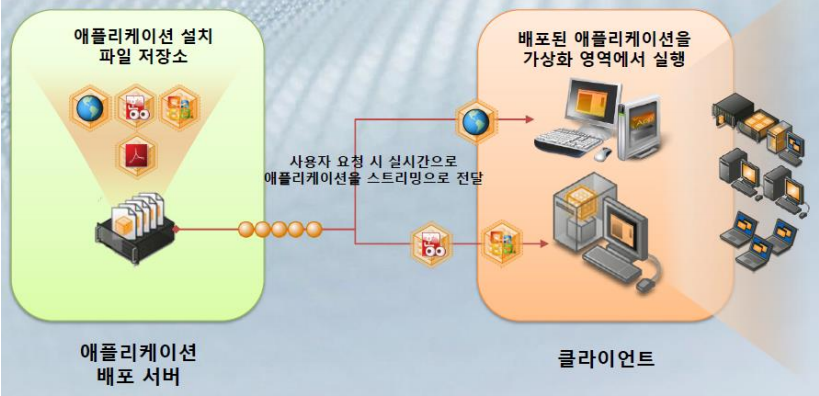 애플리케이션 설치
파일 저장소
배포된 애플리케이션을
가상화 영역에서 실행
사용자 요청 시 실시간으로
애플리케이션을 스트리밍으로 전달
애플리케이션
배포 서버
클라이언트